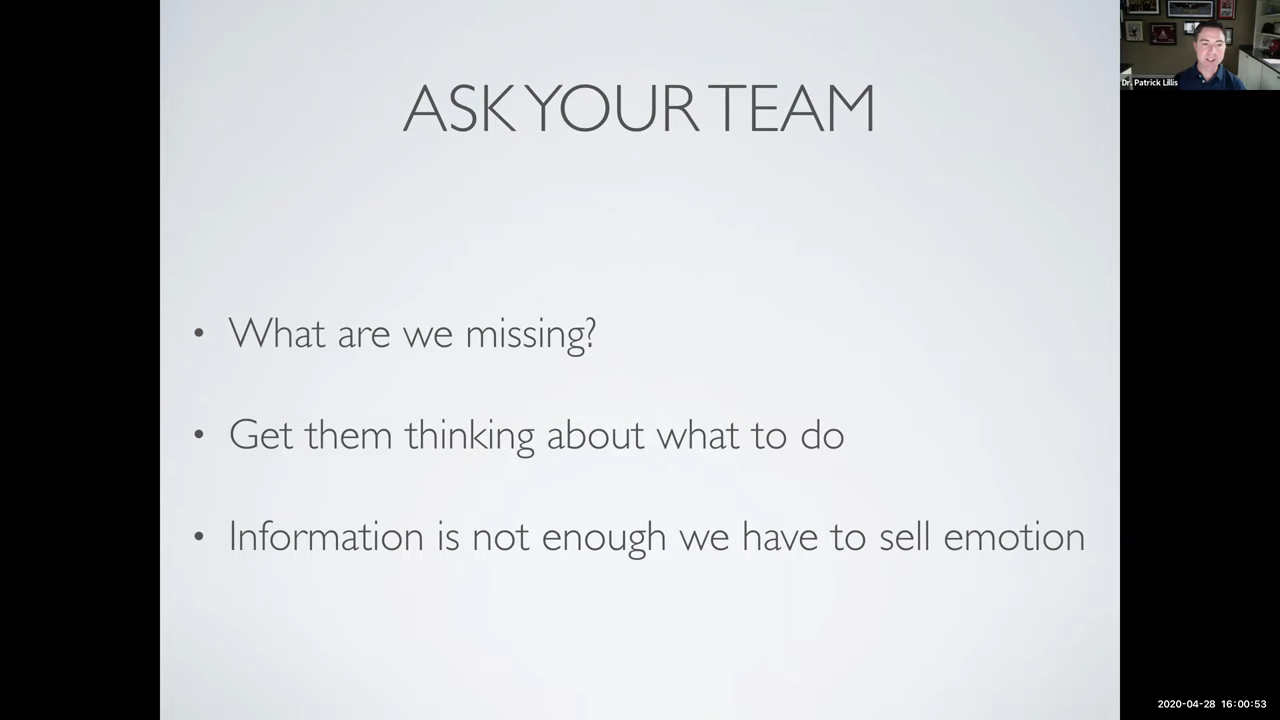 ASK YOUR TEAM
Dr. Patrick Lillis
• What are we missing?
• Get them thinking about what to do
• Information is not enough we have to sell emotion
2020-04-28 16:00:53